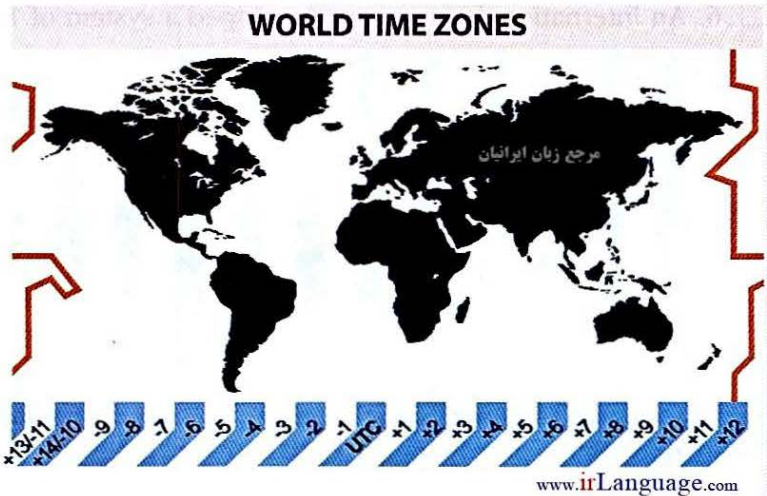 WORLD TIME ZONES
مرجع زبان ایرانیان
+13/-11 +14/-10 -9 -8 -7 -6 -5 -4 -3 -2 -1 UTC +1 +2 +3 +4 +5 +6 +7 +8 +9 +10 +11 +12
www.irLanguage.com